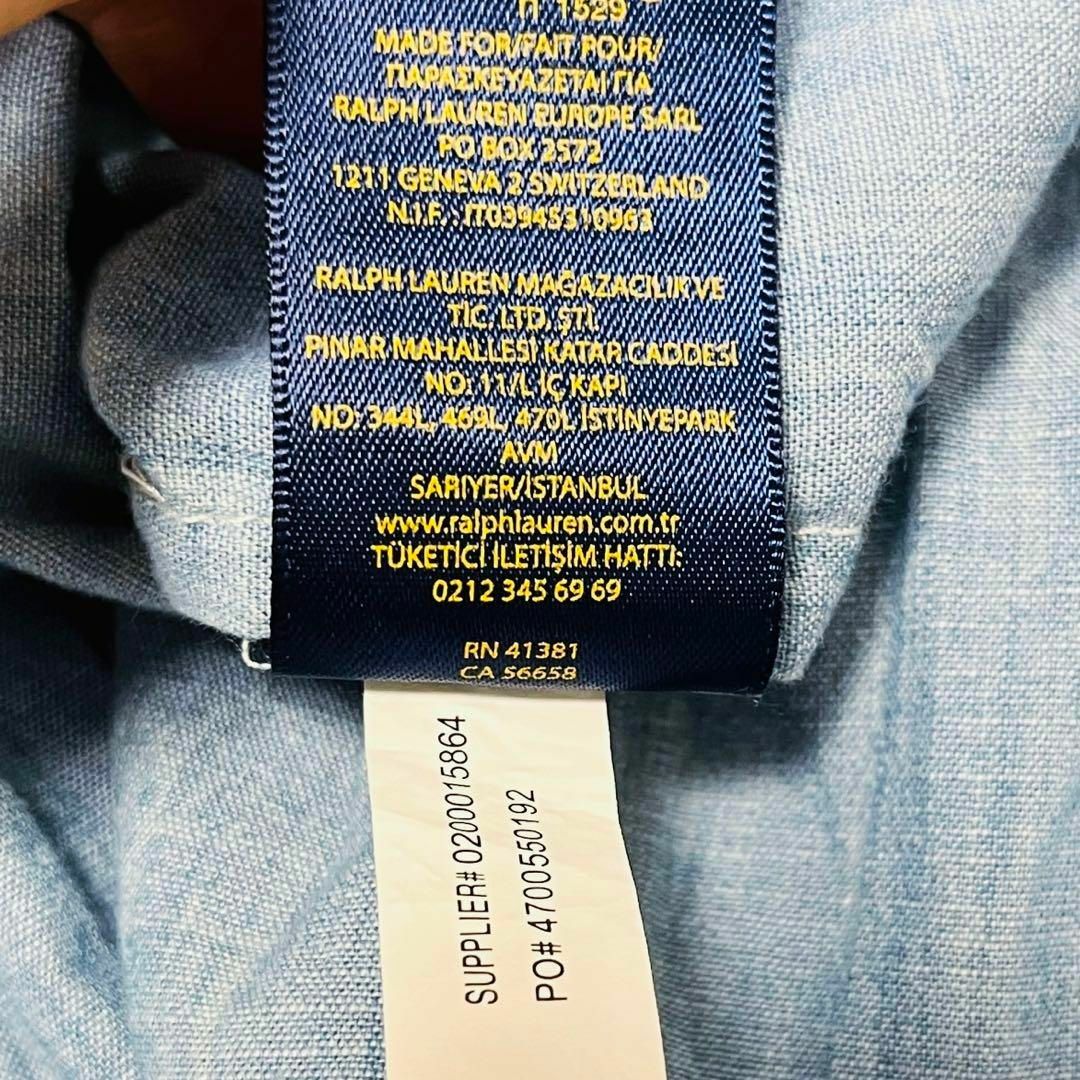 1529
MADE FOR/FAIT POUR/
ΠΑΡΑΣΚΕΥΑΖΕΤΑΙ ΓΙΑ
RALPH LAUREN EUROPE SARL
PO BOX 2572
1211 GENEVA 2 SWITZERLAND
N.I.F. : IT03945310963
RALPH LAUREN MAĞAZACILIK VE
TİC. LTD. ŞTİ.
PINAR MAHALLESİ KATAR CADDESİ
NO: 11/L İÇ KAPI
NO: 344L, 469L, 470L İSTİNYEPARK
AVM
SARIYER/İSTANBUL
www.ralphlauren.com.tr
TÜKETİCİ İLETİŞİM HATTI:
0212 345 69 69
RN 41381
CA 56658
SUPPLIER# 0200015864
PO# 4700550192